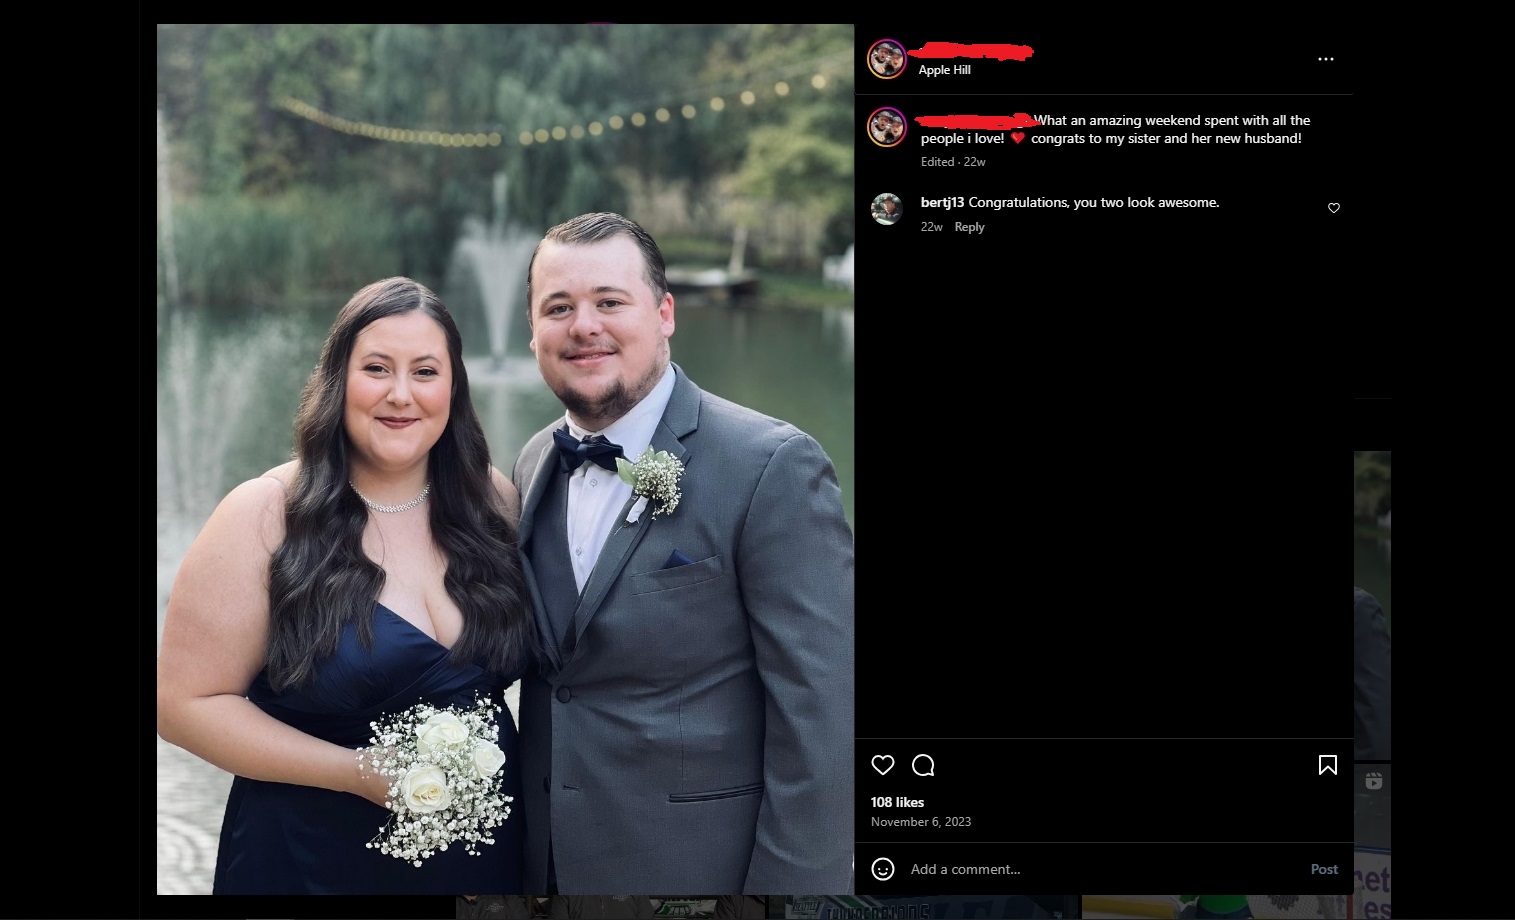 Apple Hill
What an amazing weekend spent with all the
people i love! ❤️ congrats to my sister and her new husband!
Edited · 22w
bertj13 Congratulations, you two look awesome.
22w Reply
108 likes
November 6, 2023
Add a comment... Post